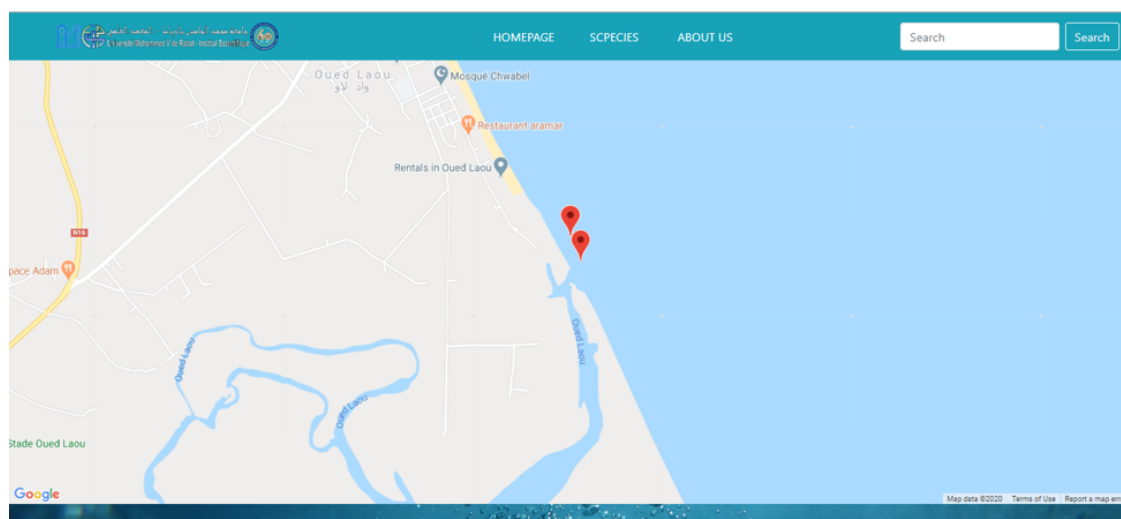 HOMEPAGE
SCPECIES
ABOUT US
Search
Search
Oued Laou
واد لاو
Mosqué Chwabel
Restaurant aramar
Rentals in Oued Laou
N16
pace Adam
Oued Laou
Oued Laou
Oued Laou
Stade Oued Laou
Google
Map data ©2020 Terms of Use Report a map err